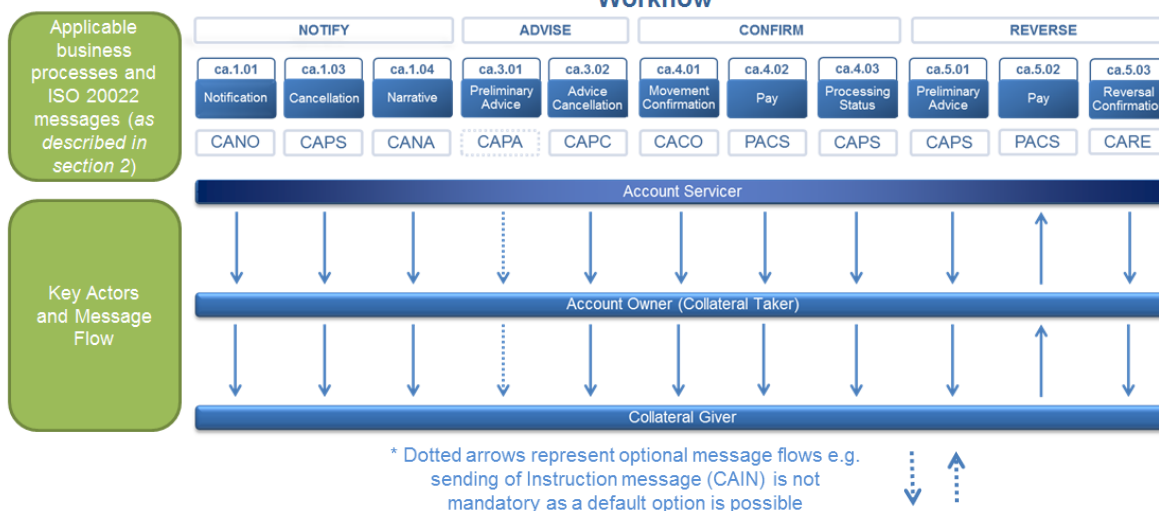 Workflow
Applicable
business
processes and
ISO 20022
messages (as
described in
section 2)
NOTIFY
ADVISE
CONFIRM
REVERSE
ca.1.01
ca.1.03
ca.1.04
ca.3.01
ca.3.02
ca.4.01
ca.4.02
ca.4.03
ca.5.01
ca.5.02
ca.5.03
Notification
Cancellation
Narrative
Preliminary
Advice
Advice
Cancellation
Movement
Confirmation
Pay
Processing
Status
Preliminary
Advice
Pay
Reversal
Confirmation
CANO
CAPS
CANA
CAPA
CAPC
CACO
PACS
CAPS
CAPS
PACS
CARE
Account Servicer
Key Actors
and Message
Flow
Account Owner (Collateral Taker)
Collateral Giver
* Dotted arrows represent optional message flows e.g.
sending of Instruction message (CAIN) is not
mandatory as a default option is possible